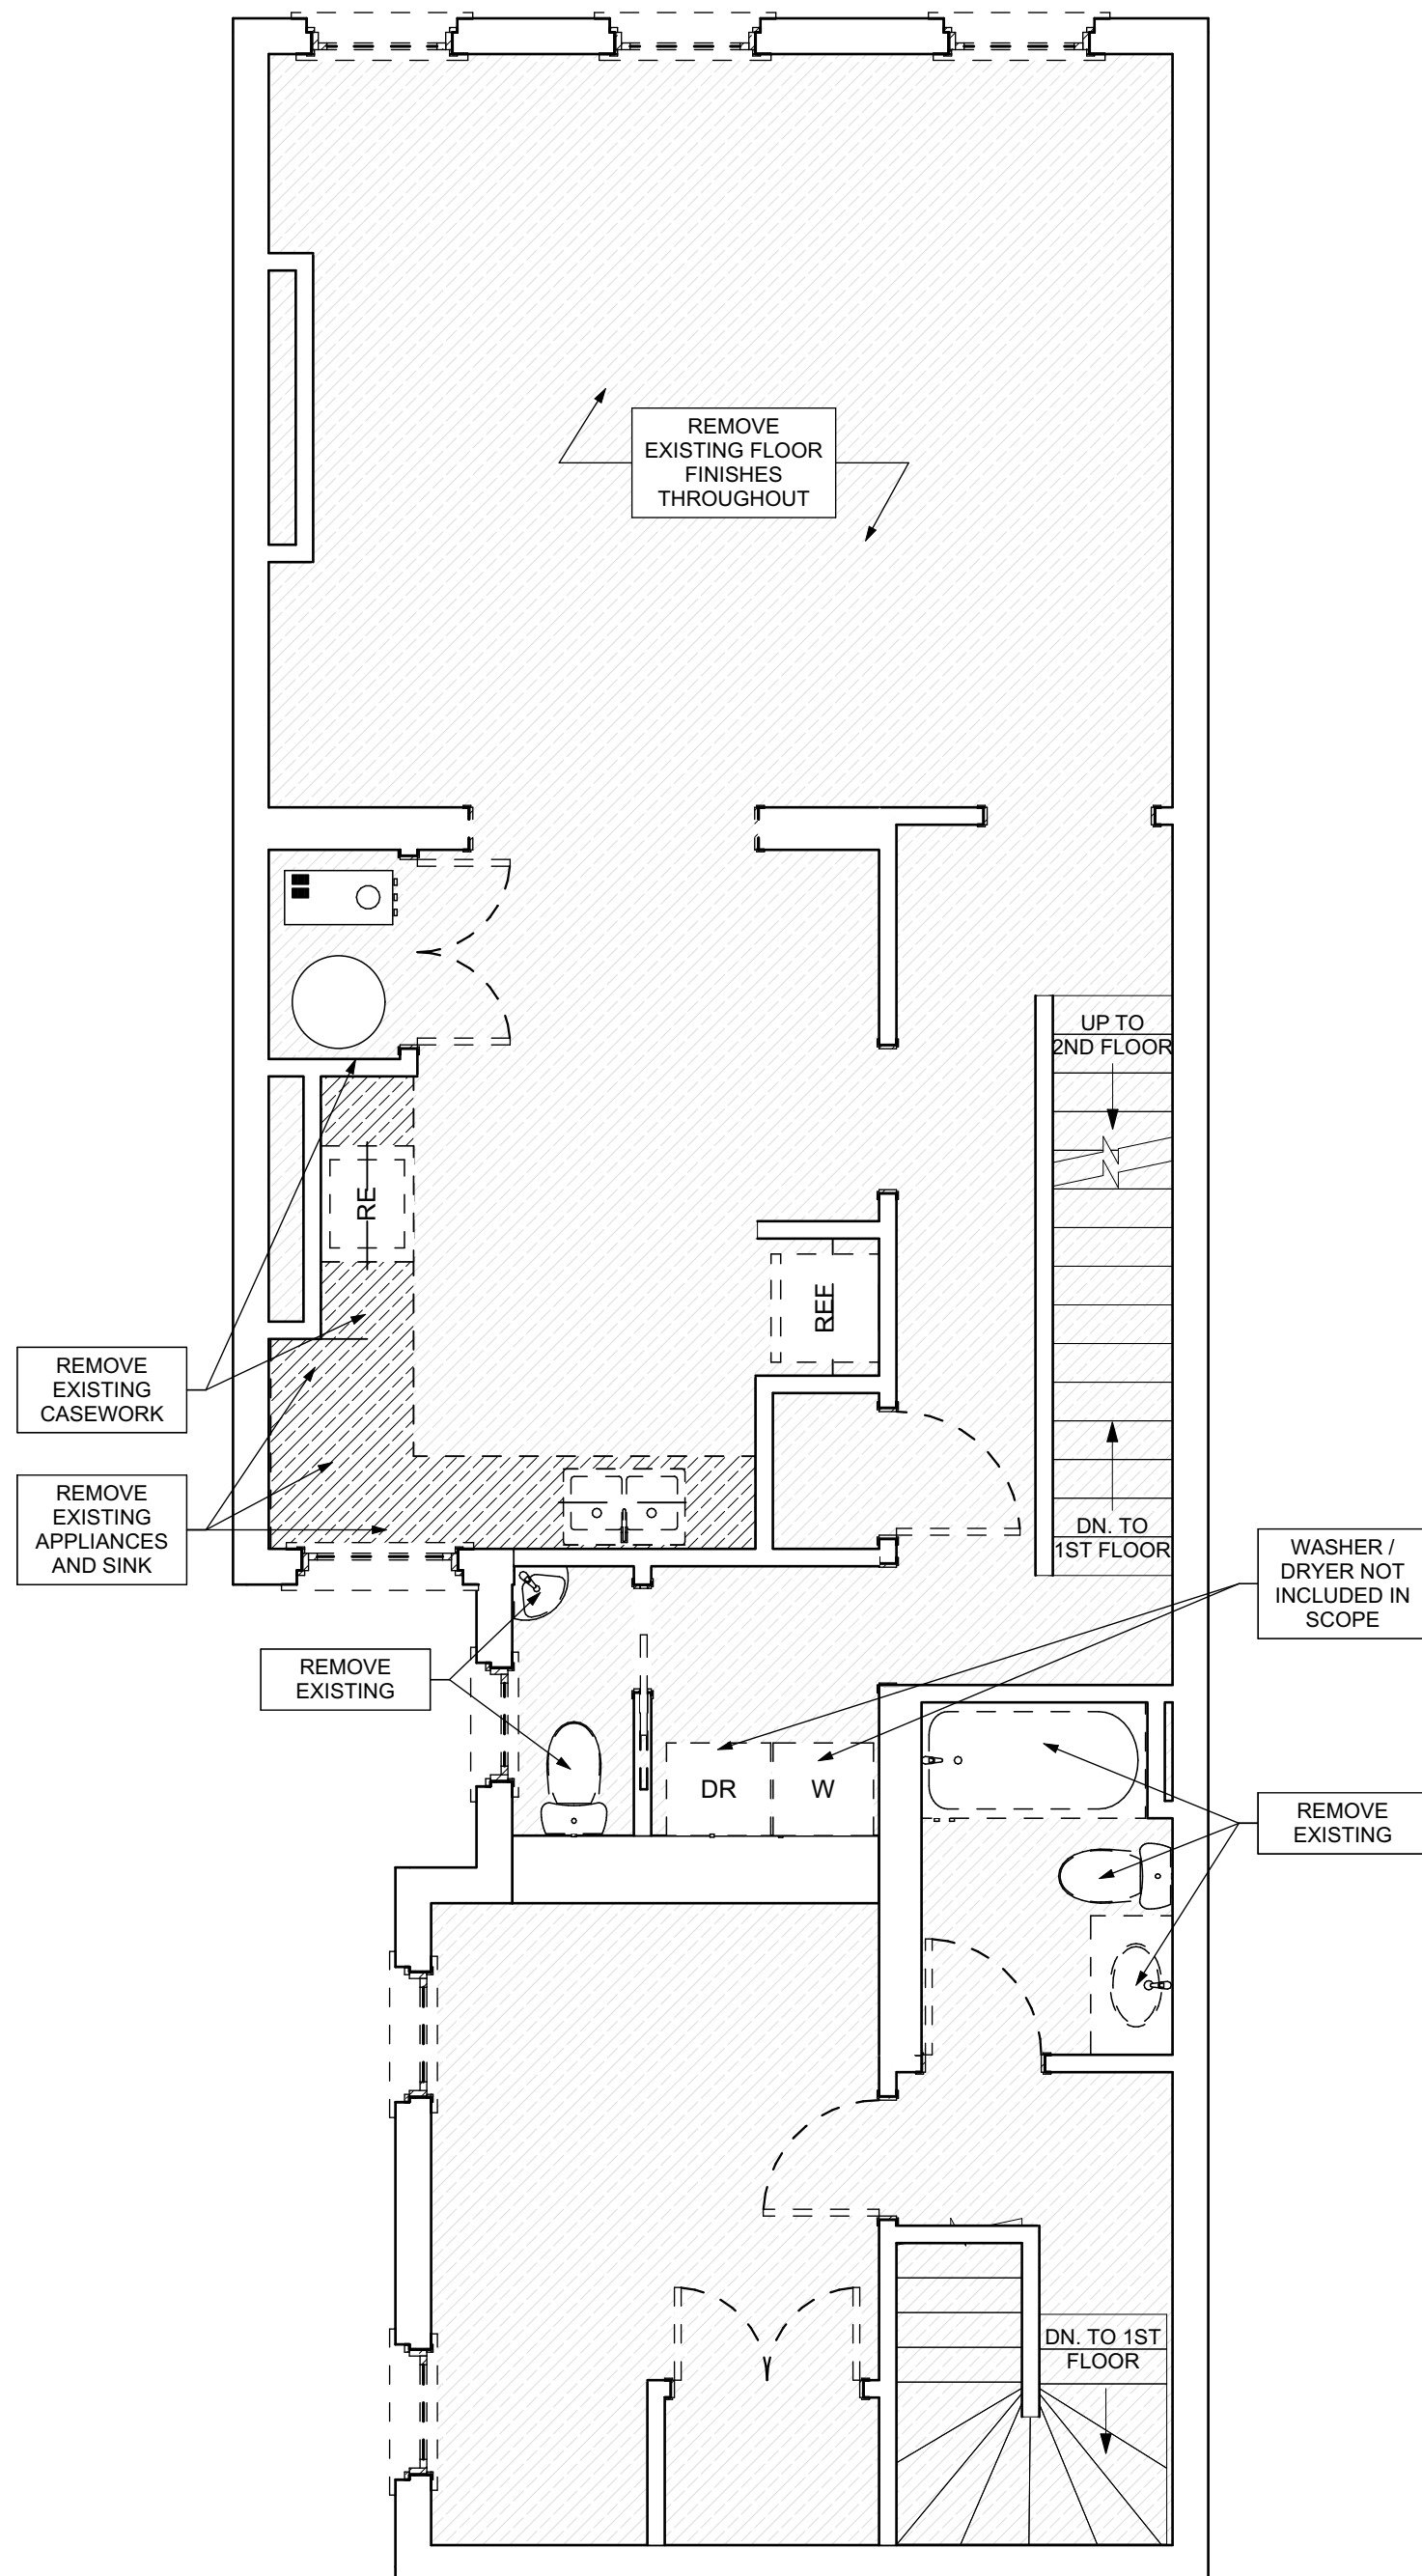 REMOVE
EXISTING FLOOR
FINISHES
THROUGHOUT
UP TO
2ND FLOOR
RE
REF
REMOVE
EXISTING
CASEWORK
REMOVE
EXISTING
APPLIANCES
AND SINK
DN. TO
1ST FLOOR
WASHER /
DRYER NOT
INCLUDED IN
SCOPE
REMOVE
EXISTING
DR
W
REMOVE
EXISTING
DN. TO 1ST
FLOOR